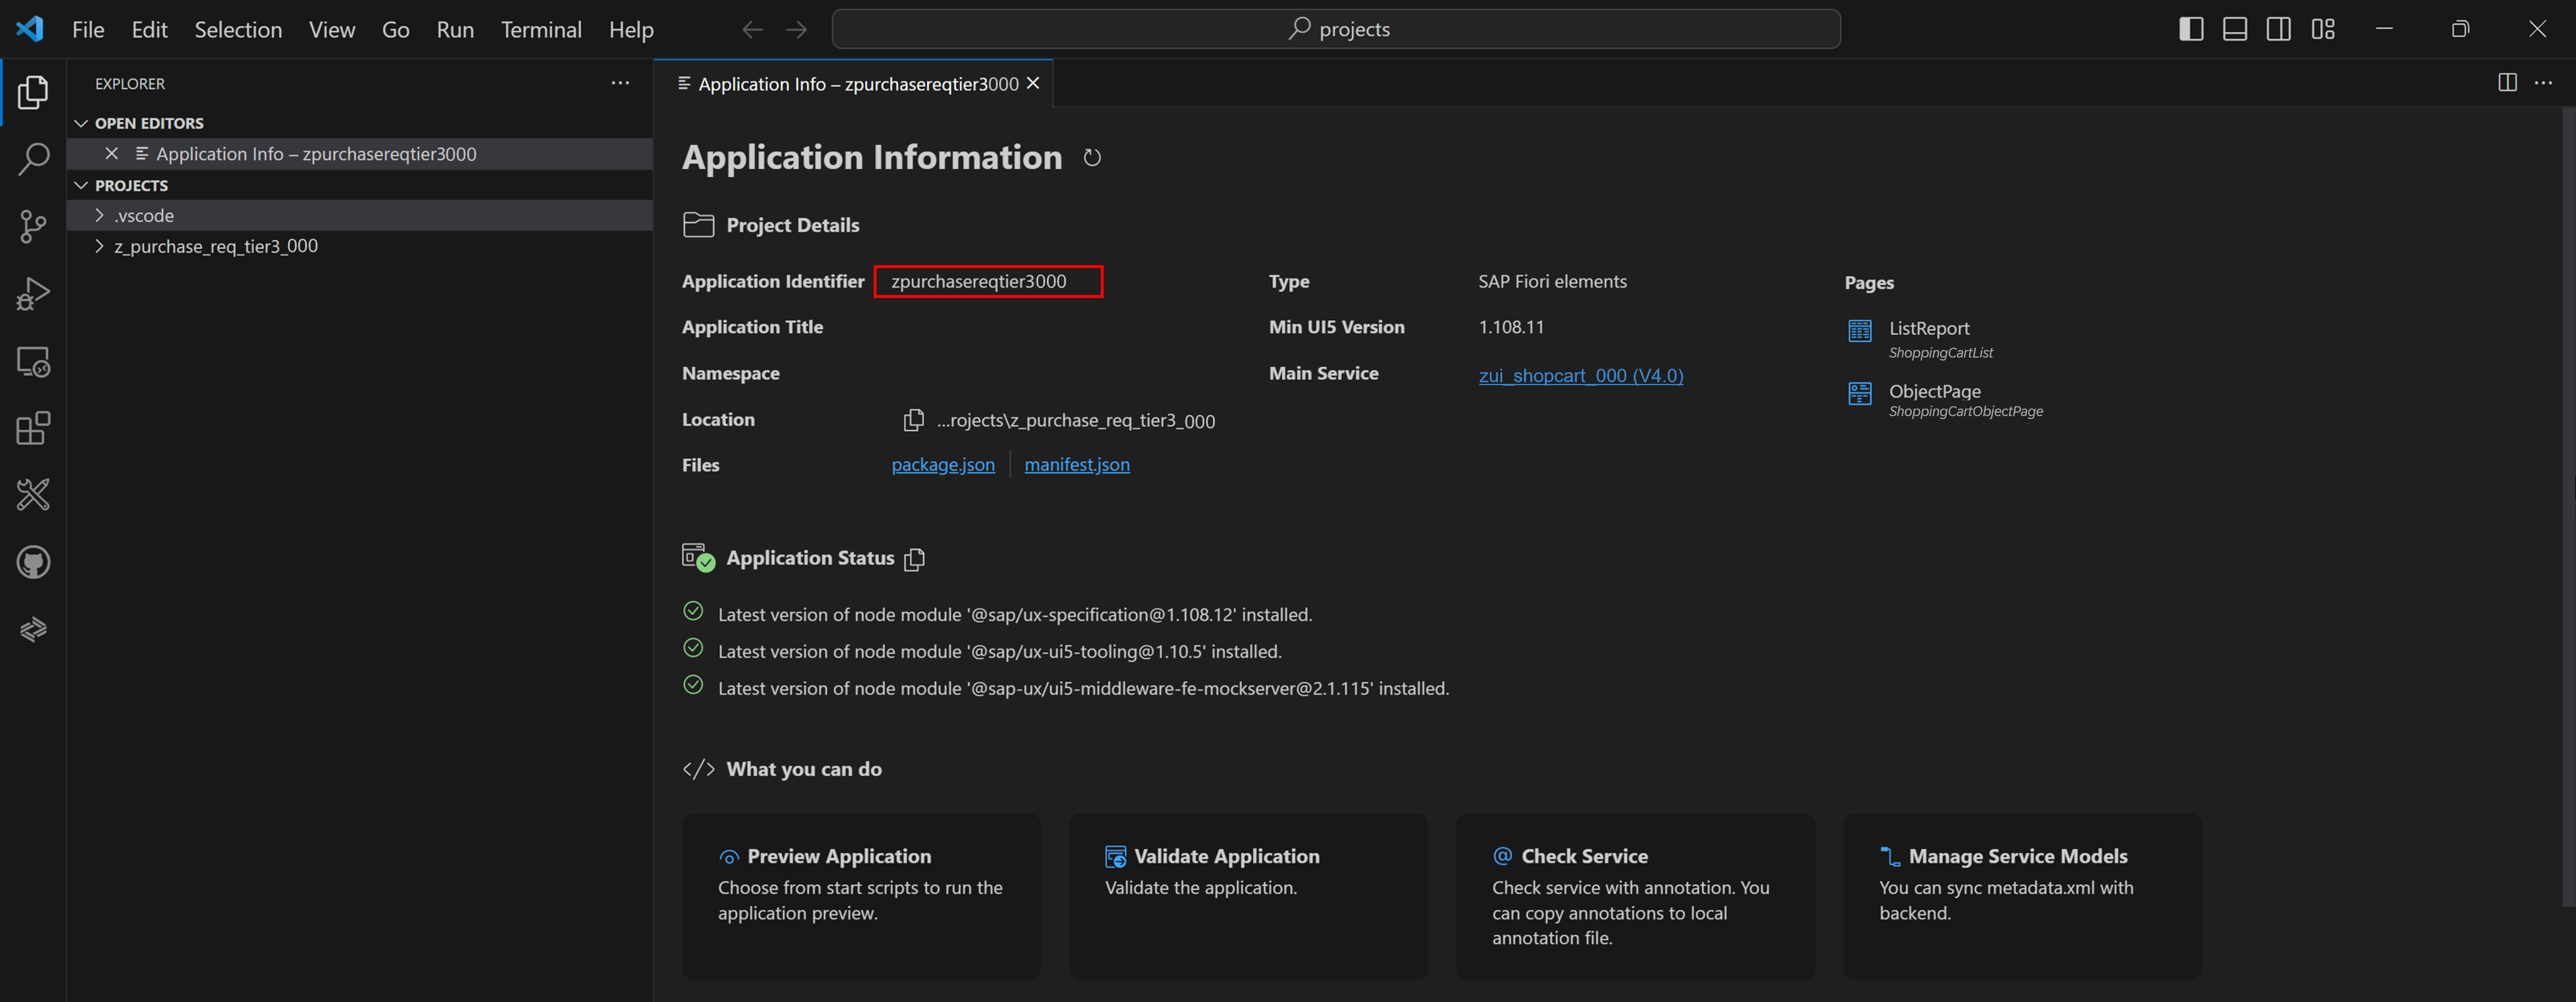 File Edit Selection View Go Run Terminal Help
projects
EXPLORER
OPEN EDITORS
Application Info – zpurchasereqtier3000
PROJECTS
.vscode
z_purchase_req_tier3_000
Application Info – zpurchasereqtier3000
Application Information
Project Details
Application Identifier zpurchasereqtier3000
Application Title
Namespace
Location ...rojects\z_purchase_req_tier3_000
Files package.json manifest.json
Type SAP Fiori elements
Min UI5 Version 1.108.11
Main Service zui_shopcart_000 (V4.0)
Pages
ListReport
ShoppingCartList
ObjectPage
ShoppingCartObjectPage
Application Status
Latest version of node module '@sap/ux-specification@1.108.12' installed.
Latest version of node module '@sap/ux-ui5-tooling@1.10.5' installed.
Latest version of node module '@sap-ux/ui5-middleware-fe-mockserver@2.1.115' installed.
What you can do
Preview Application
Choose from start scripts to run the
application preview.
Validate Application
Validate the application.
Check Service
Check service with annotation. You
can copy annotations to local
annotation file.
Manage Service Models
You can sync metadata.xml with
backend.